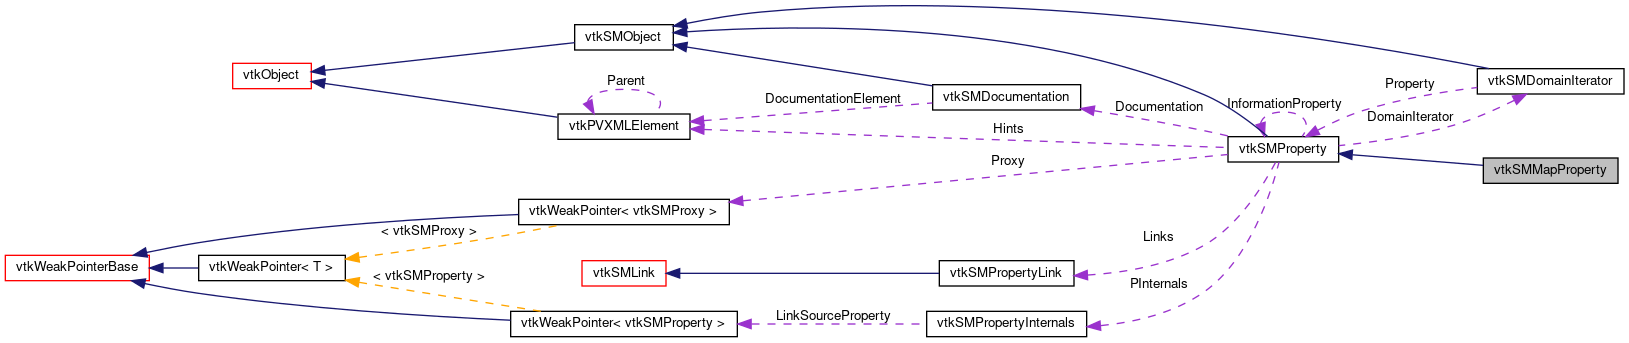 vtkSMObject
vtkObject
Parent
vtkSMDomainIterator
Property
vtkSMDocumentation
DocumentationElement
Documentation
InformationProperty
DomainIterator
vtkPVXMLElement
Hints
vtkSMProperty
Proxy
vtkSMMapProperty
vtkWeakPointer< vtkSMProxy >
< vtkSMProxy >
Links
vtkWeakPointerBase
vtkWeakPointer< T >
< vtkSMProperty >
vtkSMLink
vtkSMPropertyLink
PInternals
LinkSourceProperty
vtkWeakPointer< vtkSMProperty >
vtkSMPropertyInternals